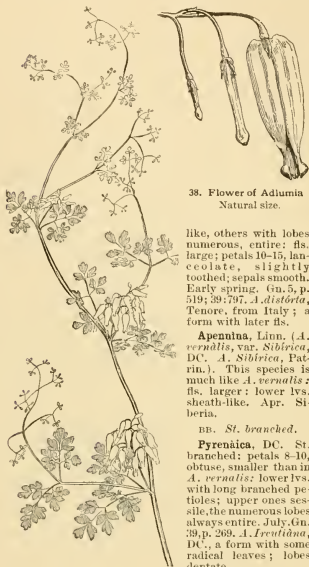 38. Flower of Adlumia
Natural size.
like, others with lobes
numerous, entire: fls.
large; petals 10–15, lan-
ceolate, slightly
toothed; sepals smooth.
Early spring. Gn. 5, p.
519; 39:797. A. distórta,
Tenore, from Italy; a
form with later fls.
Apennìna, Linn. (A.
vernàlis, var. Sibírica,
DC. A. Sibírica, Pat-
rin.). This species is
much like A. vernalis:
fls. larger: lower lvs.
sheath-like. Apr. Si-
beria.
BB. St. branched.
Pyrenàica, DC. St.
branched: petals 8–10,
obtuse, smaller than in
A. vernalis: lower lvs.
with long branched pe-
tioles; upper ones ses-
sile, the numerous lobes
always entire. July. Gn.
39, p. 269. A. Ircutiàna,
DC., a form with some
radical leaves; lobes
dentate.